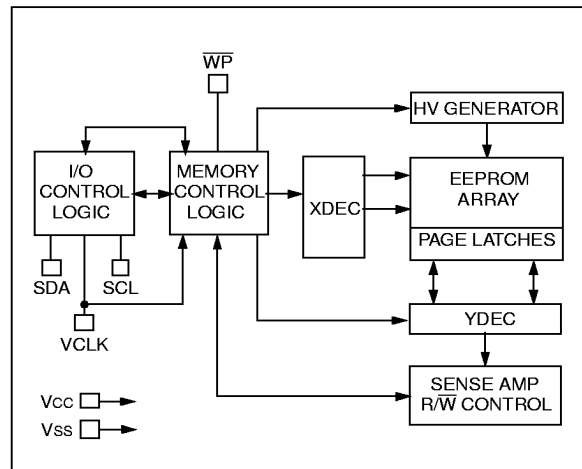 W̅P̅
HV GENERATOR
I/O
CONTROL
LOGIC
MEMORY
CONTROL
LOGIC
XDEC
EEPROM
ARRAY
PAGE LATCHES
SDA
SCL
VCLK
YDEC
SENSE AMP
R/W̅ CONTROL
VCC
VSS